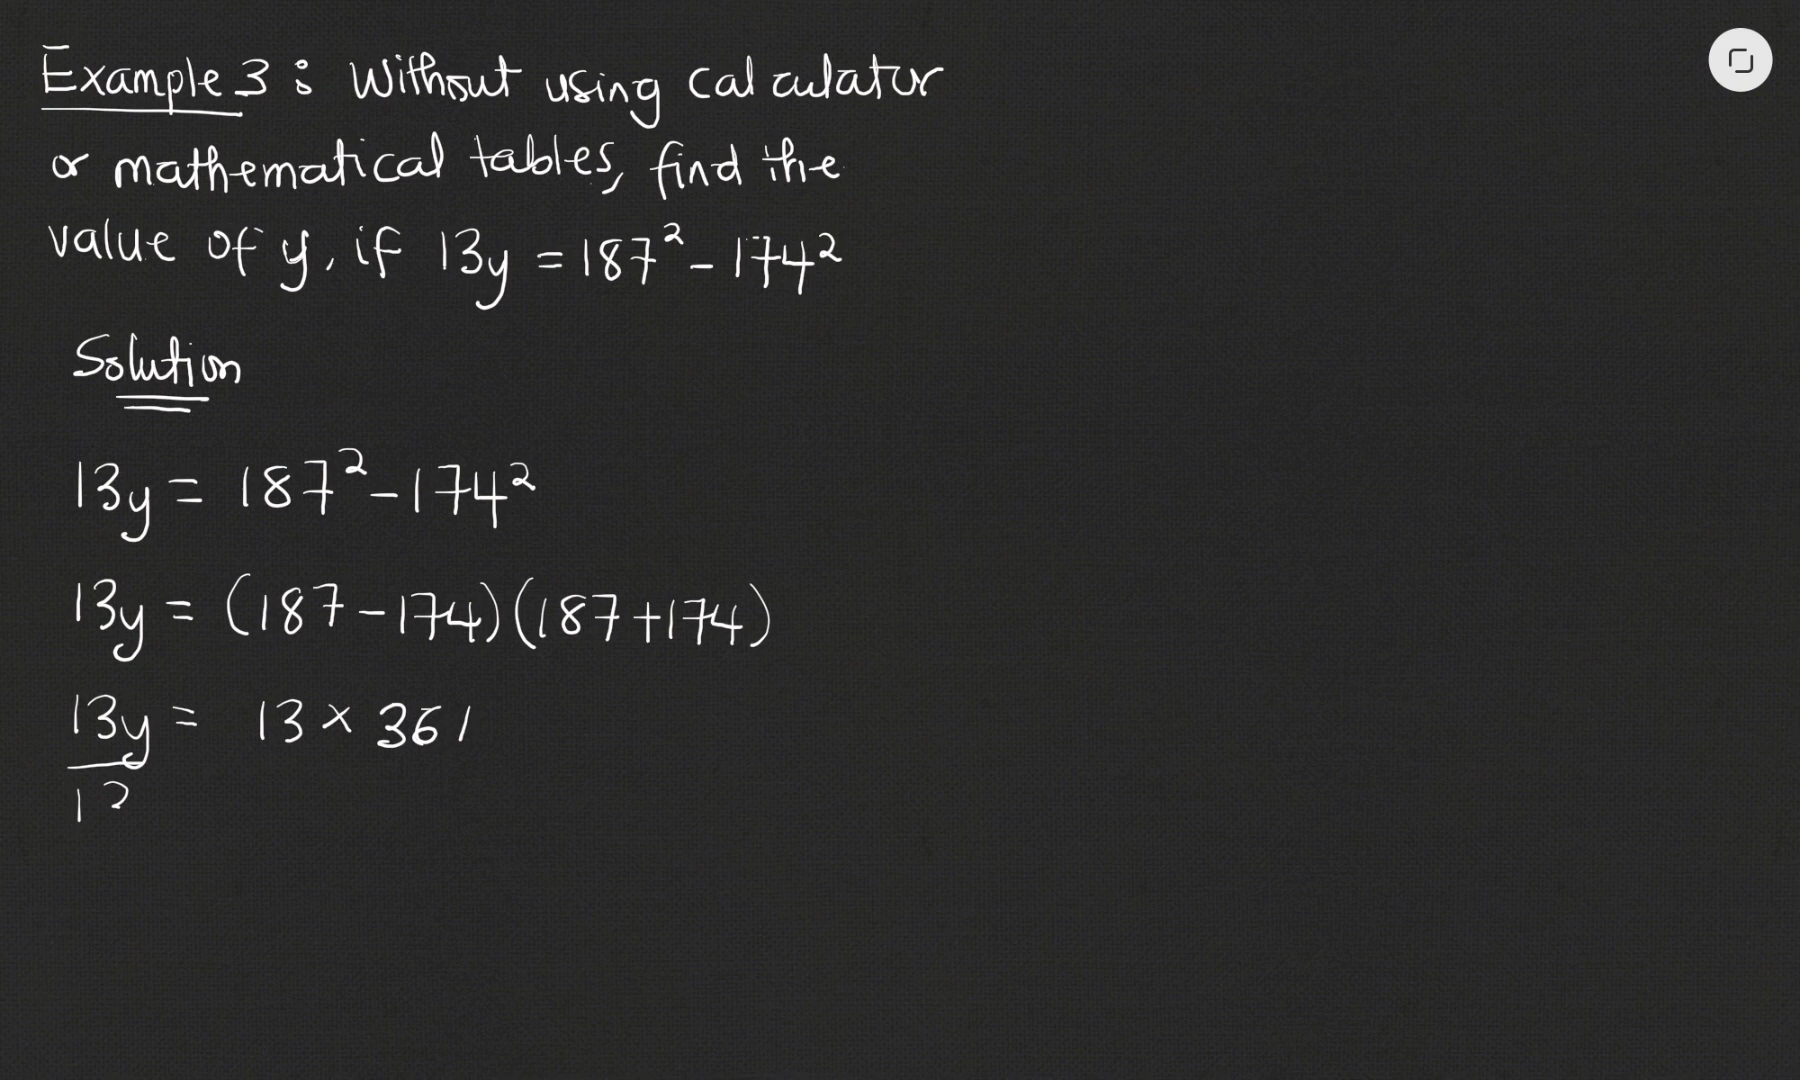 Example 3 : Without using calculator
or mathematical tables, find the
value of y, if 13y = 187² - 174²
Solution
13y = 187² - 174²
13y = (187 - 174)(187 + 174)
13y = 13 × 361
13